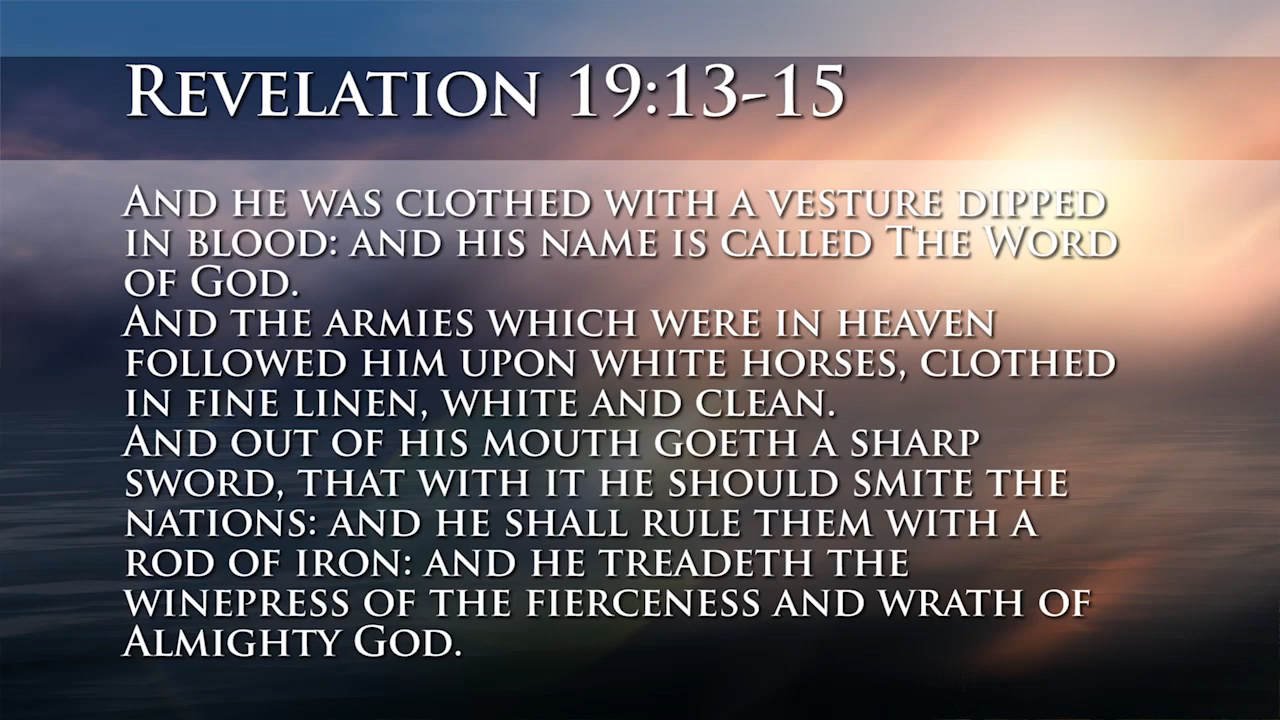 Revelation 19:13-15
And he was clothed with a vesture dipped
in blood: and his name is called The Word
of God.
And the armies which were in heaven
followed him upon white horses, clothed
in fine linen, white and clean.
And out of his mouth goeth a sharp
sword, that with it he should smite the
nations: and he shall rule them with a
rod of iron: and he treadeth the
winepress of the fierceness and wrath of
Almighty God.